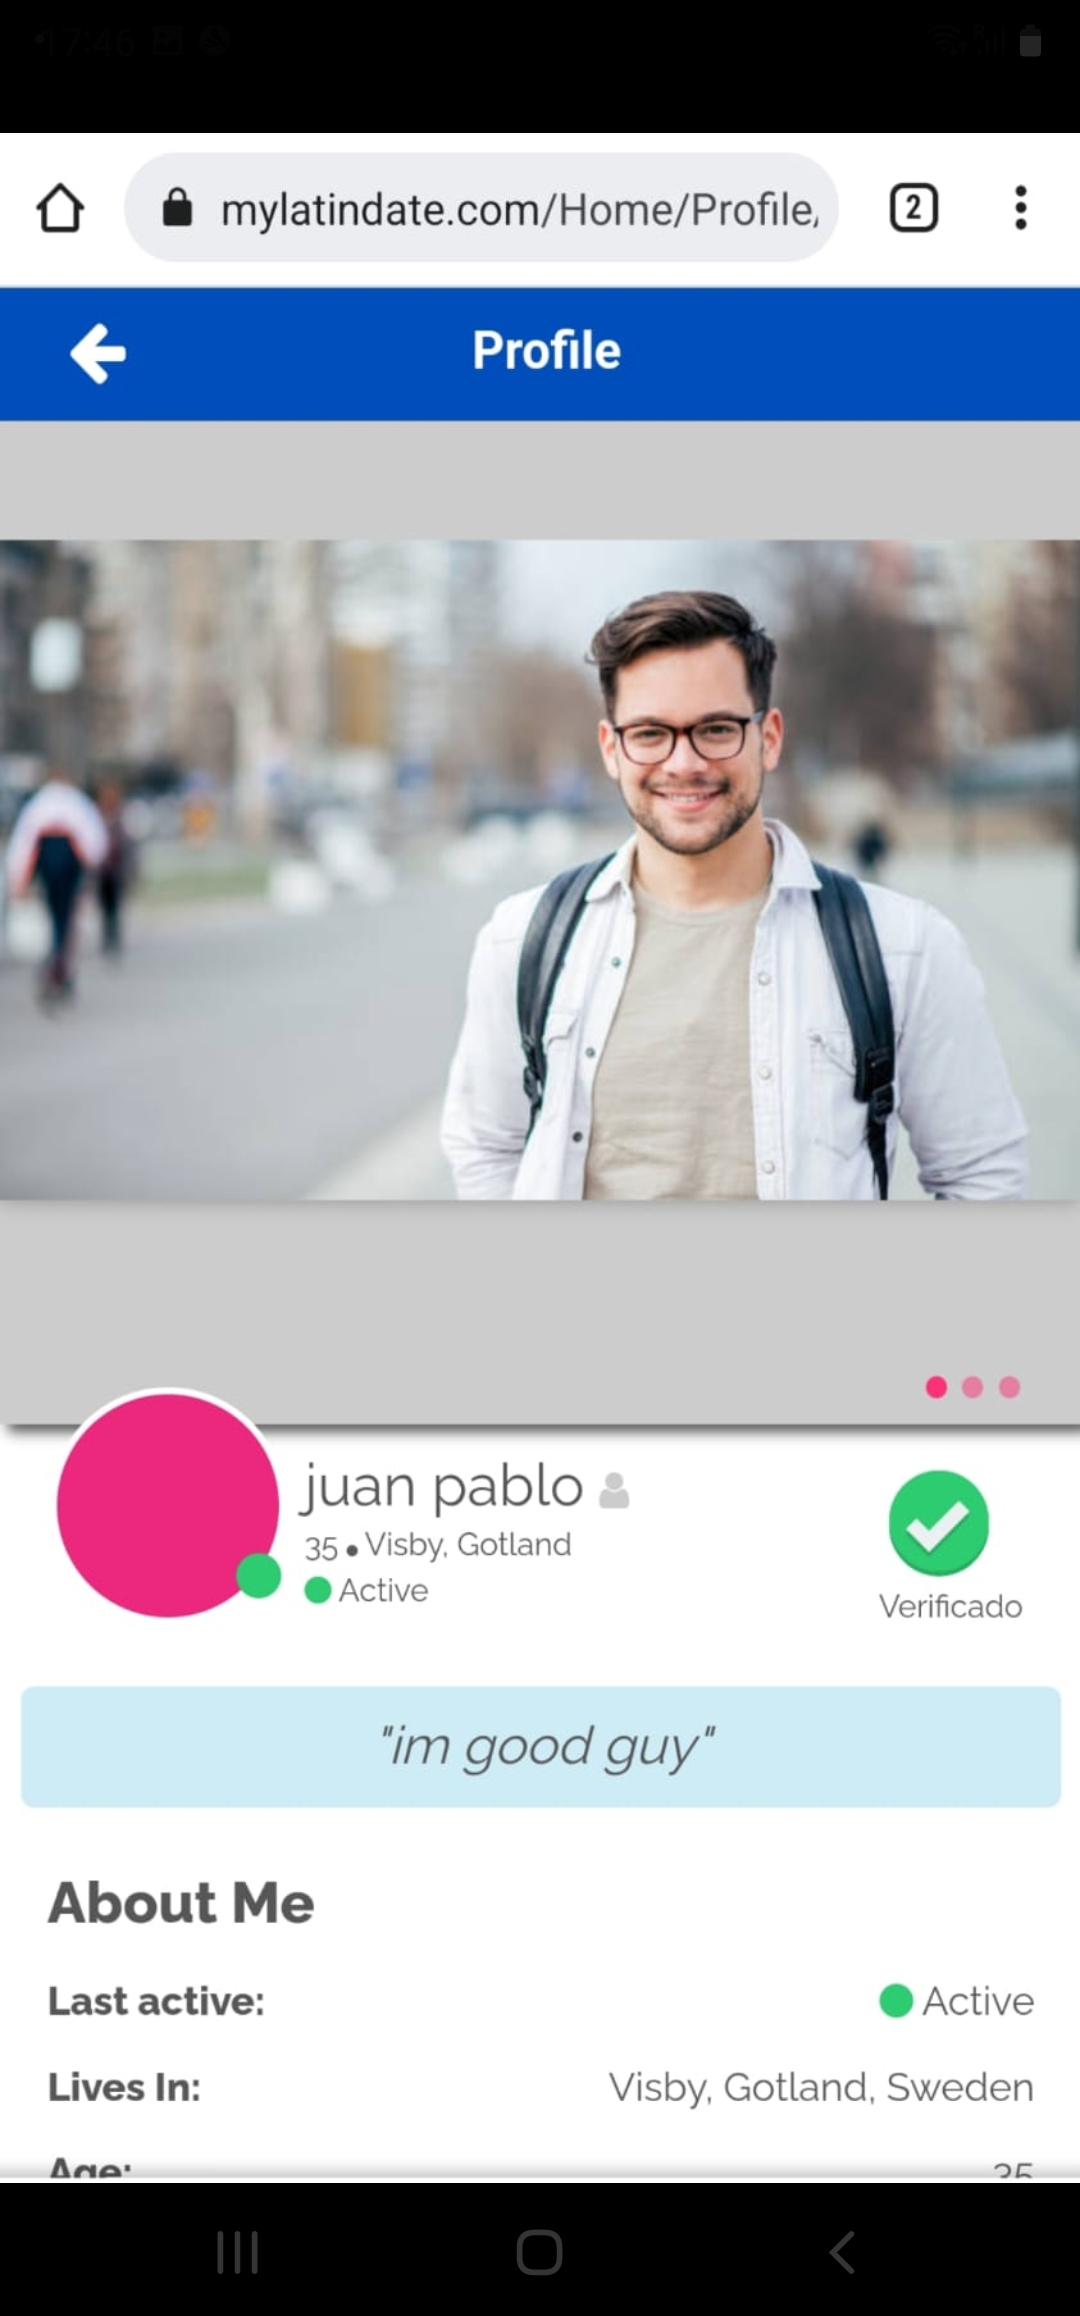 17:46
mylatindate.com/Home/Profile/
2
Profile
juan pablo
35 • Visby, Gotland
Active
Verificado
"im good guy"
About Me
Last active: Active
Lives In: Visby, Gotland, Sweden
Age: 35